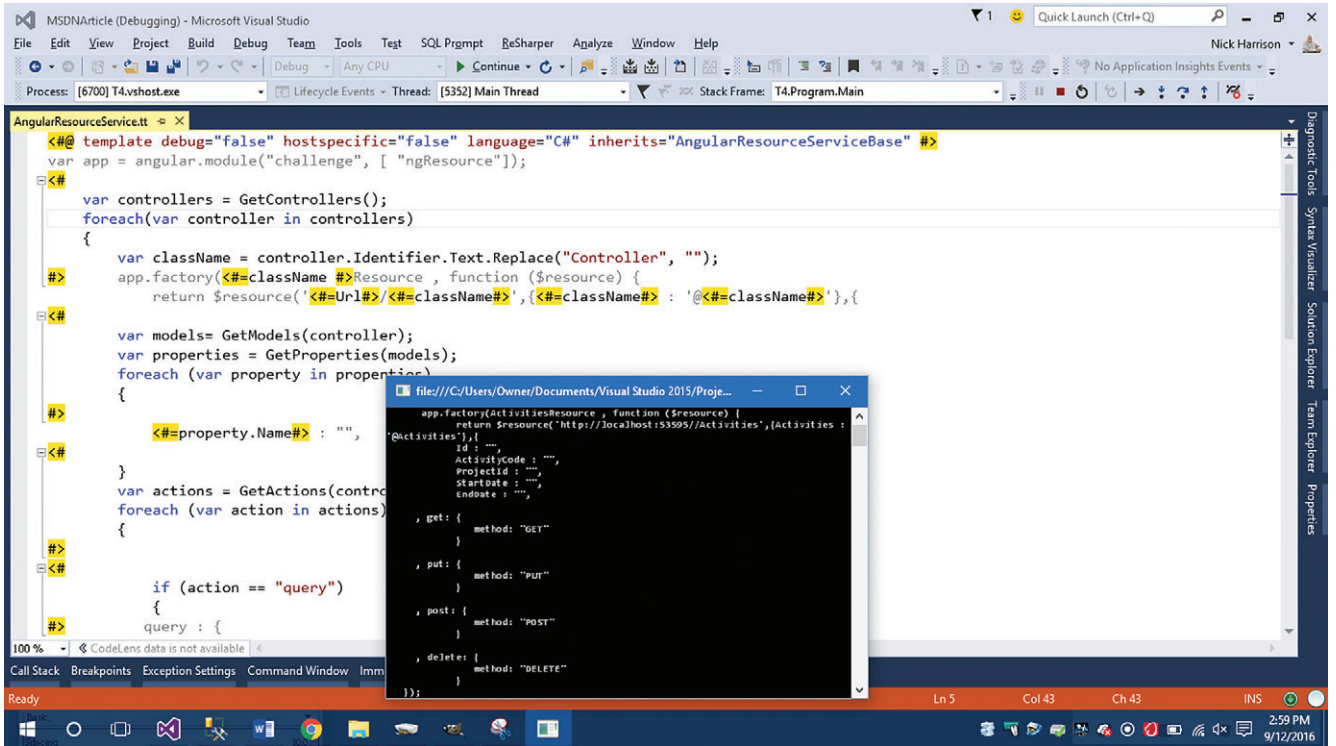 MSDNArticle (Debugging) - Microsoft Visual Studio
1
Quick Launch (Ctrl+Q)
File Edit View Project Build Debug Team Tools Test SQL Prompt ReSharper Analyze Window Help
Nick Harrison
Debug Any CPU Continue No Application Insights Events
Process: [6700] T4.vshost.exe Lifecycle Events Thread: [5352] Main Thread Stack Frame: T4.Program.Main
AngularResourceService.tt
<#@ template debug="false" hostspecific="false" language="C#" inherits="AngularResourceServiceBase" #>
var app = angular.module("challenge", [ "ngResource"]);
<#
var controllers = GetControllers();
foreach(var controller in controllers)
{
var className = controller.Identifier.Text.Replace("Controller", "");
#> app.factory(<#=className #>Resource , function ($resource) {
return $resource('<#=Url#>/<#=className#>',{<#=className#> : '@<#=className#>'},{
<#
var models= GetModels(controller);
var properties = GetProperties(models);
foreach (var property in properties)
{
#>
<#=property.Name#> : "",
<#
}
var actions = GetActions(contro
foreach (var action in actions)
{
#>
<#
if (action == "query")
{
#> query : {
100 % CodeLens data is not available
file:///C:/Users/Owner/Documents/Visual Studio 2015/Proje...
app.factory(ActivitiesResource , function ($resource) {
return $resource('http://localhost:53595//Activities',{Activities :
'@Activities'},{
Id : "",
ActivityCode : "",
ProjectId : "",
StartDate : "",
EndDate : "",
, get: {
method: "GET"
}
, put: {
method: "PUT"
}
, post: {
method: "POST"
}
, delete: {
method: "DELETE"
}
});
Diagnostic Tools
Syntax Visualizer
Solution Explorer
Team Explorer
Properties
Call Stack Breakpoints Exception Settings Command Window Imm
Ready Ln 5 Col 43 Ch 43 INS
2:59 PM
9/12/2016